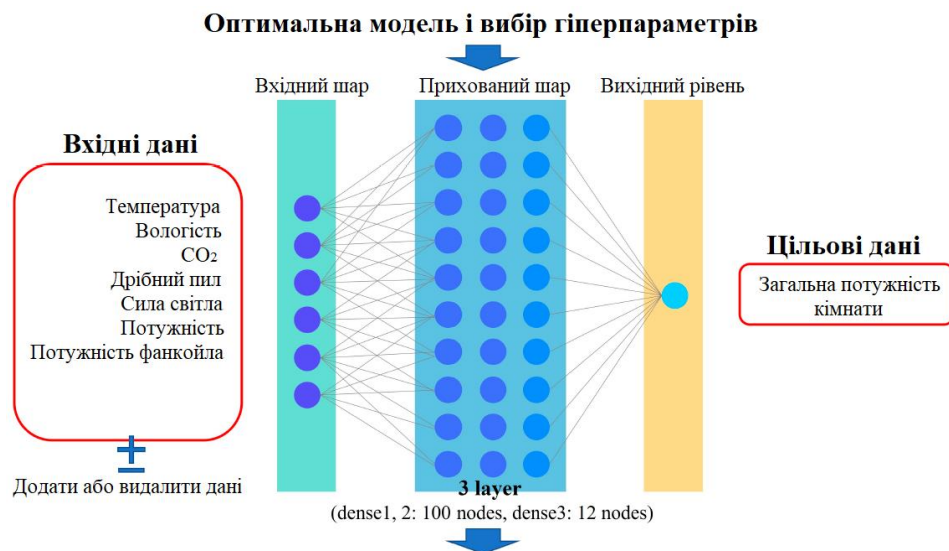 Оптимальна модель і вибір гіперпараметрів
Вхідний шар
Прихований шар
Вихідний рівень
Вхідні дані
Температура
Вологість
CO₂
Дрібний пил
Сила світла
Потужність
Потужність фанкойла
±
Додати або видалити дані
Цільові дані
Загальна потужність
кімнати
3 layer
(dense1, 2: 100 nodes, dense3: 12 nodes)